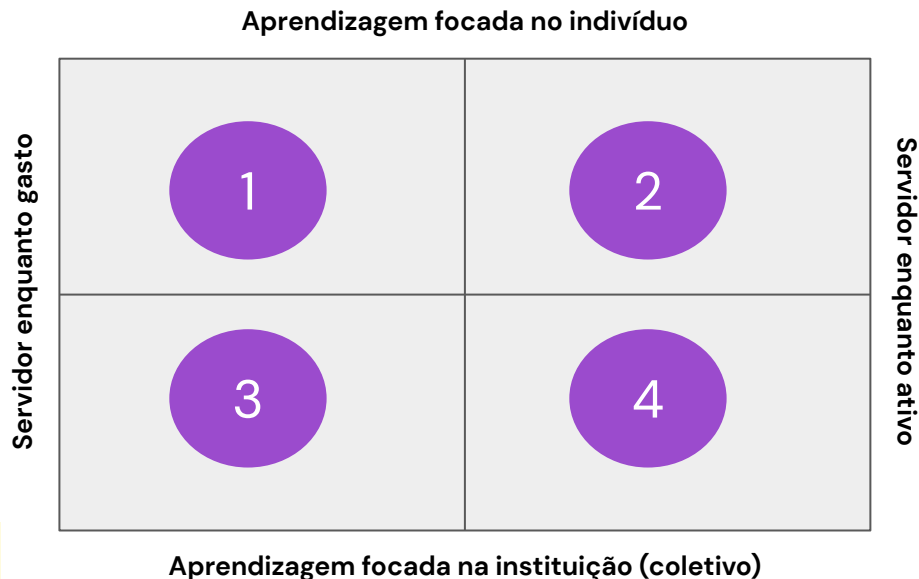 Aprendizagem focada no indivíduo
Servidor enquanto gasto
1
2
Servidor enquanto ativo
3
4
Aprendizagem focada na instituição (coletivo)